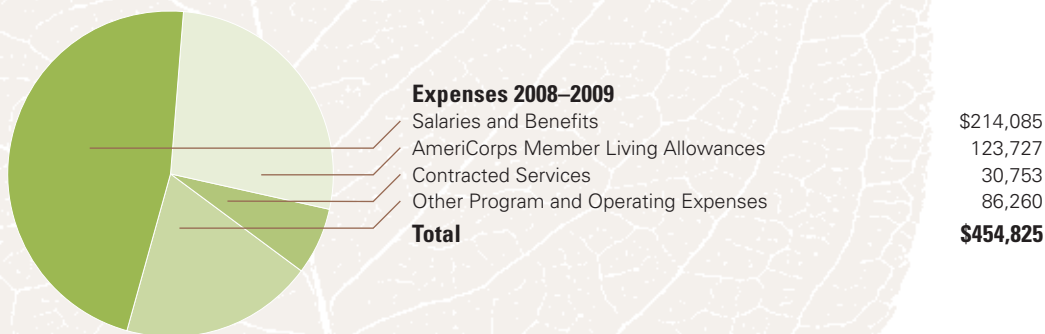 Expenses 2008–2009
Salaries and Benefits $214,085
AmeriCorps Member Living Allowances 123,727
Contracted Services 30,753
Other Program and Operating Expenses 86,260
Total $454,825